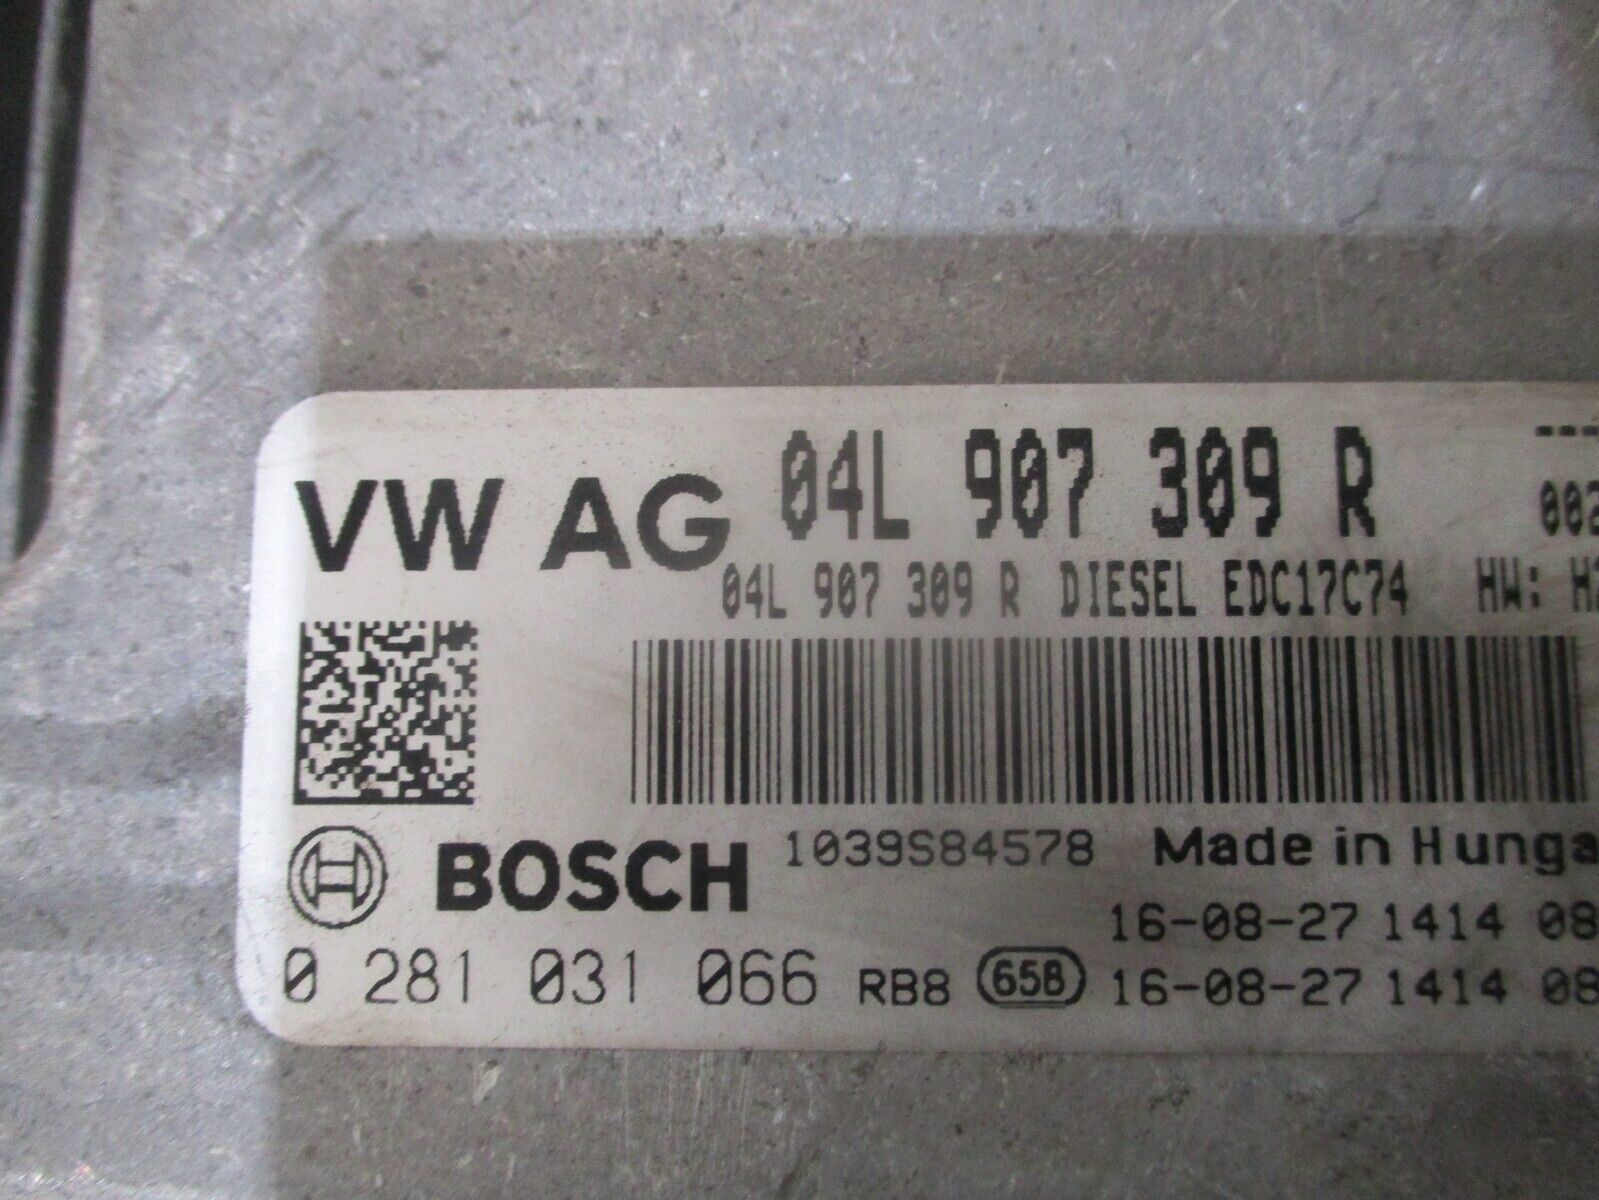 VW AG 04L 907 309 R ---
002
04L 907 309 R DIESEL EDC17C74 HW: H
BOSCH 1039S84578 Made in Hunga
16-08-27 1414 08
0 281 031 066 RB8 658 16-08-27 1414 08